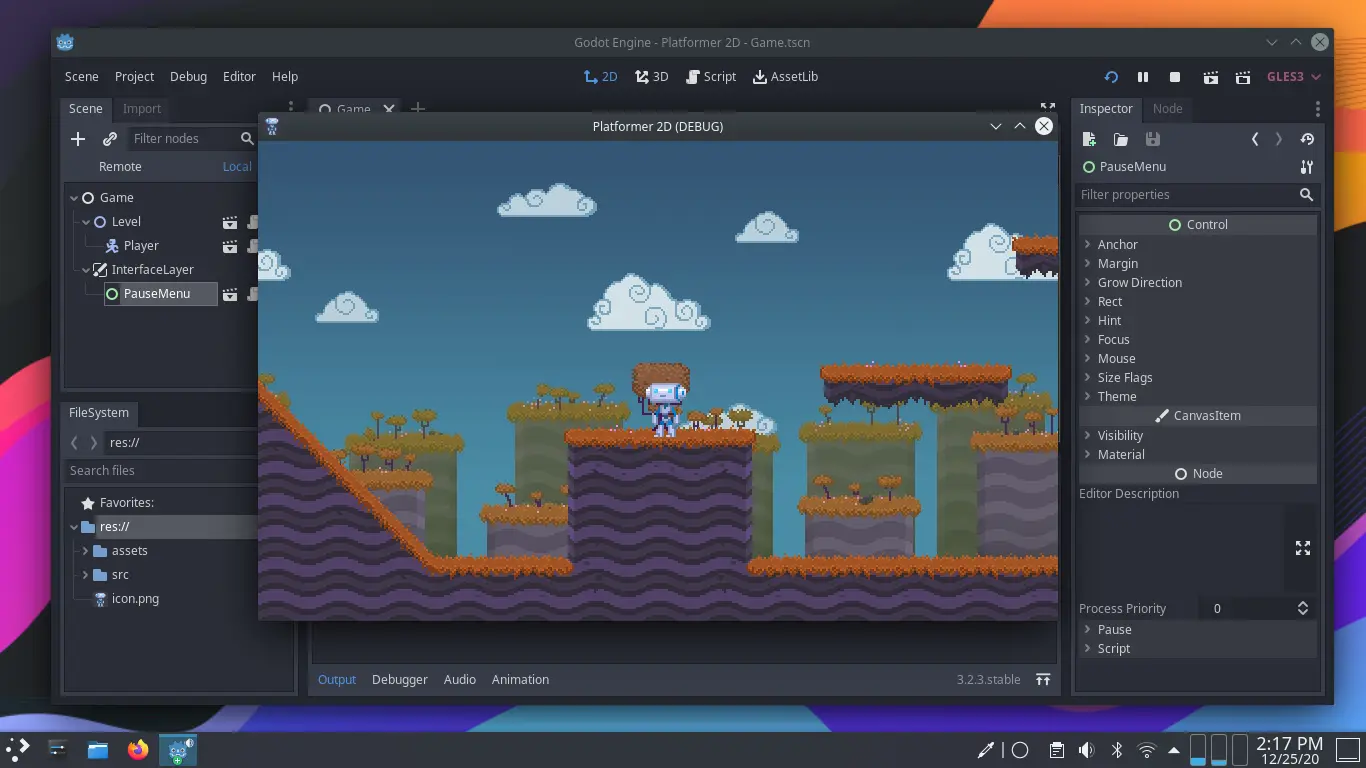 Godot Engine - Platformer 2D - Game.tscn
Scene Project Debug Editor Help 2D 3D Script AssetLib GLES3
Scene Import
Game
Inspector Node
Platformer 2D (DEBUG)
Filter nodes
Remote Local
Game
Level
Player
InterfaceLayer
PauseMenu
FileSystem
res://
Search files
Favorites:
res://
assets
src
icon.png
PauseMenu
Filter properties
Control
Anchor
Margin
Grow Direction
Rect
Hint
Focus
Mouse
Size Flags
Theme
CanvasItem
Visibility
Material
Node
Editor Description
Process Priority 0
Pause
Script
Output Debugger Audio Animation 3.2.3.stable
2:17 PM
12/25/20